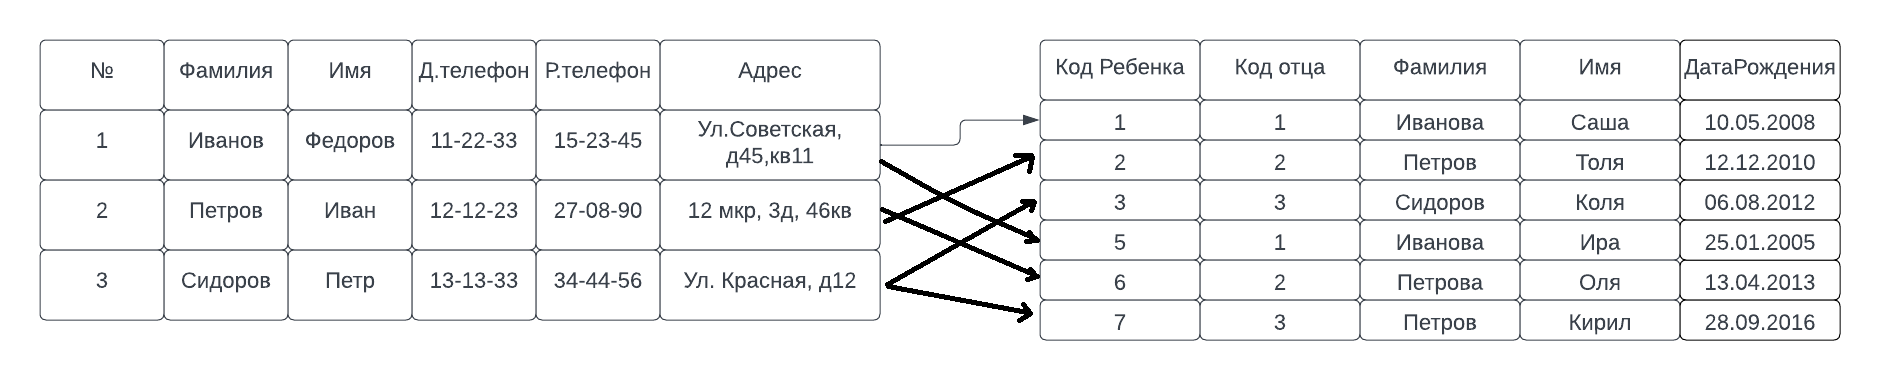 № Фамилия Имя Д.телефон Р.телефон Адрес
1 Иванов Федоров 11-22-33 15-23-45 Ул.Советская,
д45,кв11
2 Петров Иван 12-12-23 27-08-90 12 мкр, 3д, 46кв
3 Сидоров Петр 13-13-33 34-44-56 Ул. Красная, д12
Код Ребенка Код отца Фамилия Имя ДатаРождения
1 1 Иванова Саша 10.05.2008
2 2 Петров Толя 12.12.2010
3 3 Сидоров Коля 06.08.2012
5 1 Иванова Ира 25.01.2005
6 2 Петрова Оля 13.04.2013
7 3 Петров Кирил 28.09.2016